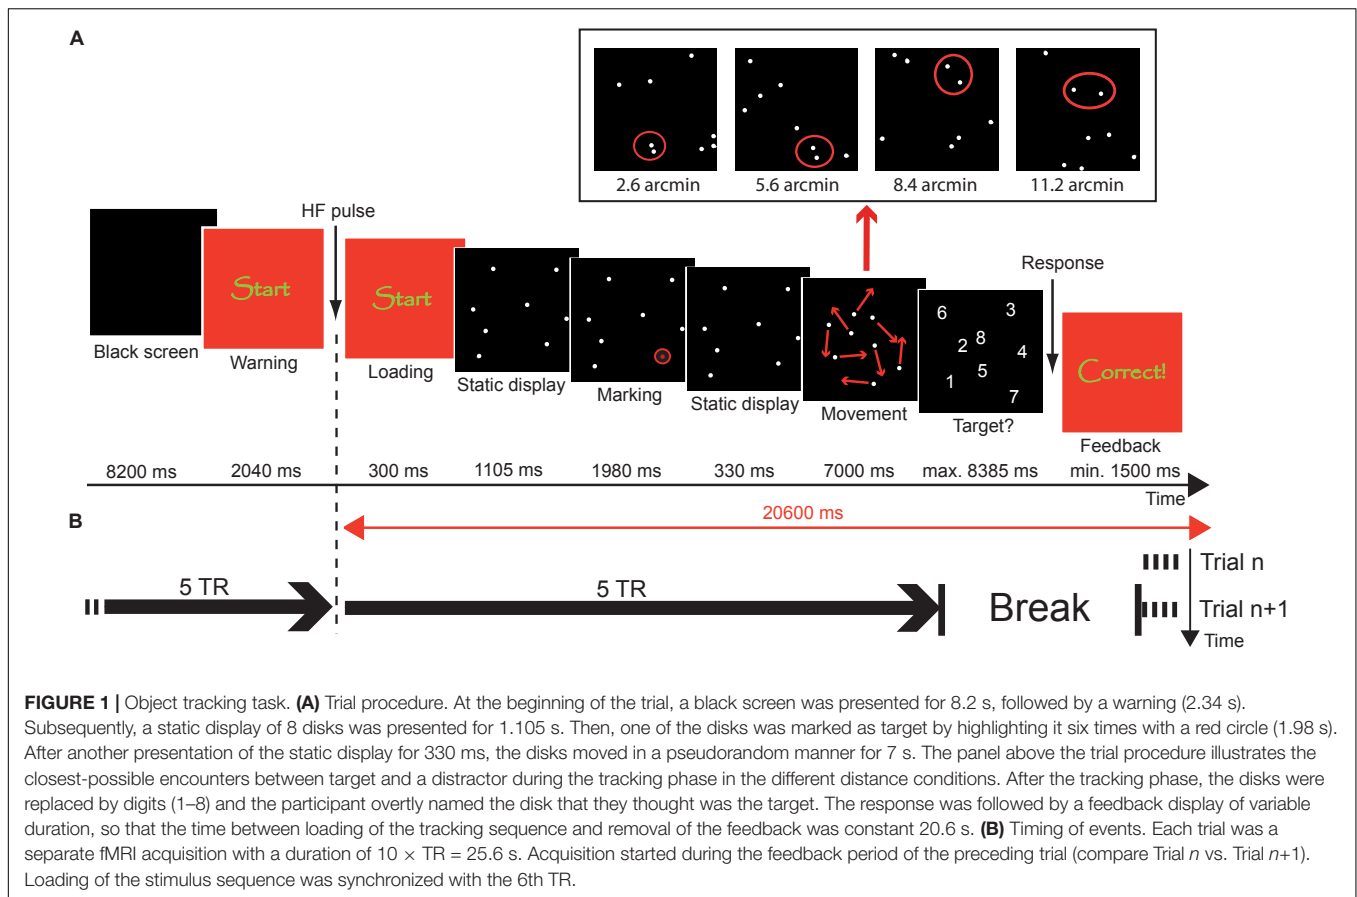 A
2.6 arcmin
5.6 arcmin
8.4 arcmin
11.2 arcmin
HF pulse
Response
Start
Start
6
3
2
8
4
5
1
7
Correct!
Black screen
Warning
Loading
Static display
Marking
Static display
Movement
Target?
Feedback
8200 ms
2040 ms
300 ms
1105 ms
1980 ms
330 ms
7000 ms
max. 8385 ms
min. 1500 ms
Time
B
20600 ms
5 TR
5 TR
Break
Trial n
Trial n+1
Time
FIGURE 1 | Object tracking task. (A) Trial procedure. At the beginning of the trial, a black screen was presented for 8.2 s, followed by a warning (2.34 s).
Subsequently, a static display of 8 disks was presented for 1.105 s. Then, one of the disks was marked as target by highlighting it six times with a red circle (1.98 s).
After another presentation of the static display for 330 ms, the disks moved in a pseudorandom manner for 7 s. The panel above the trial procedure illustrates the
closest-possible encounters between target and a distractor during the tracking phase in the different distance conditions. After the tracking phase, the disks were
replaced by digits (1–8) and the participant overtly named the disk that they thought was the target. The response was followed by a feedback display of variable
duration, so that the time between loading of the tracking sequence and removal of the feedback was constant 20.6 s. (B) Timing of events. Each trial was a
separate fMRI acquisition with a duration of 10 × TR = 25.6 s. Acquisition started during the feedback period of the preceding trial (compare Trial n vs. Trial n+1).
Loading of the stimulus sequence was synchronized with the 6th TR.